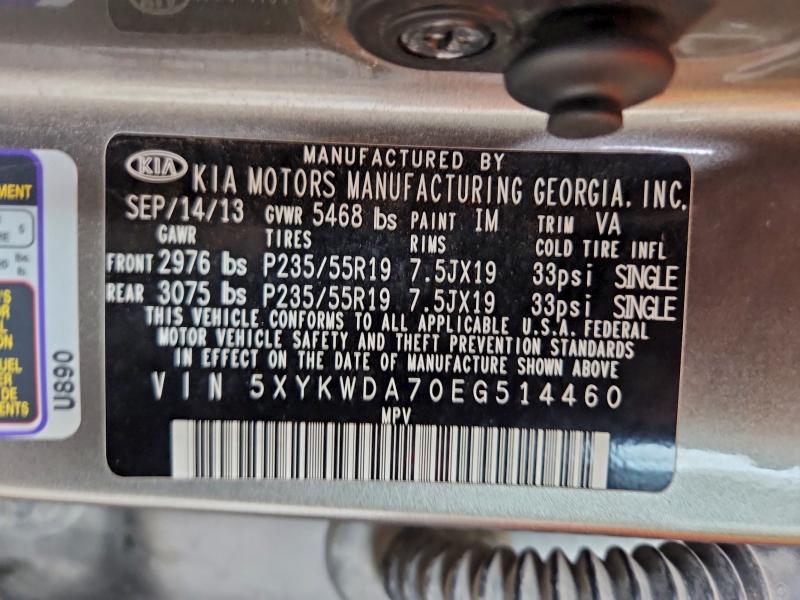 MANUFACTURED BY
KIA KIA MOTORS MANUFACTURING GEORGIA, INC.
SEP/14/13 GVWR 5468 lbs PAINT IM TRIM VA
GAWR TIRES RIMS COLD TIRE INFL
FRONT 2976 lbs P235/55R19 7.5JX19 33psi SINGLE
REAR 3075 lbs P235/55R19 7.5JX19 33psi SINGLE
THIS VEHICLE CONFORMS TO ALL APPLICABLE U.S.A. FEDERAL
MOTOR VEHICLE SAFETY AND THEFT PREVENTION STANDARDS
IN EFFECT ON THE DATE OF MANUFACTURE SHOWN ABOVE
VIN 5XYKWDA70EG514460
MPV
U890